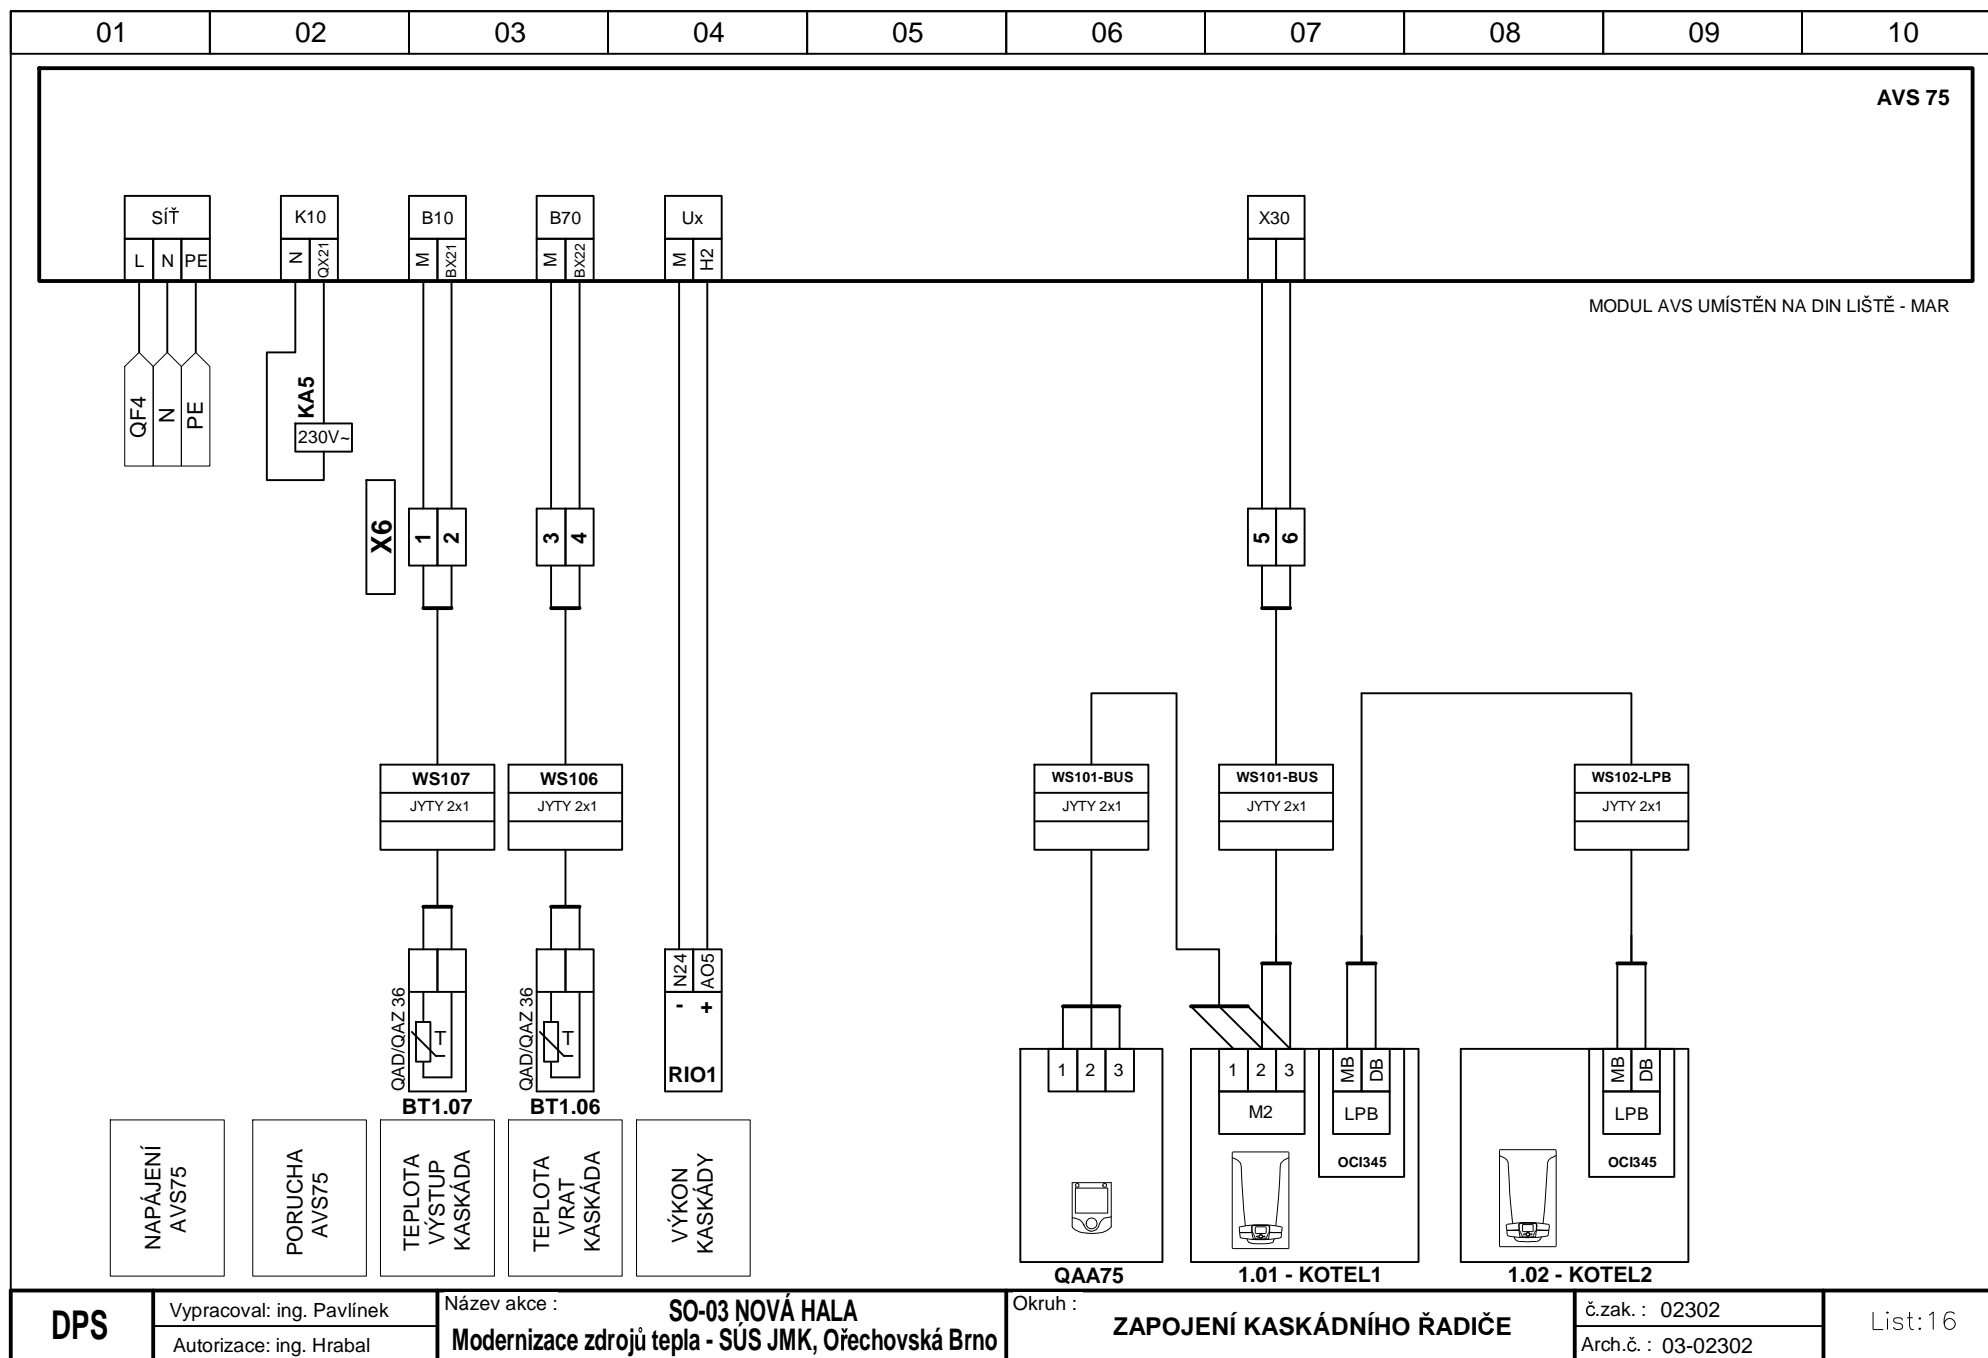 01 02 03 04 05 06 07 08 09 10
AVS 75
SÍŤ K10 B10 B70 Ux X30
L N PE N QX21 M BX21 M BX22 M H2
MODUL AVS UMÍSTĚN NA DIN LIŠTĚ - MAR
QF4 N PE
KA5
230V~
X6 1 2 3 4 5 6
WS107 WS106 WS101-BUS WS101-BUS WS102-LPB
JYTY 2x1 JYTY 2x1 JYTY 2x1 JYTY 2x1 JYTY 2x1
QAD/QAZ 36 QAD/QAZ 36
N24 AO5
- +
T T
RIO1
1 2 3 1 2 3 MB DB MB DB
M2 LPB LPB
OCI345 OCI345
BT1.07 BT1.06
NAPÁJENÍ
AVS75
PORUCHA
AVS75
TEPLOTA
VÝSTUP
KASKÁDA
TEPLOTA
VRAT
KASKÁDA
VÝKON
KASKÁDY
QAA75 1.01 - KOTEL1 1.02 - KOTEL2
DPS
Vypracoval: ing. Pavlínek
Autorizace: ing. Hrabal
Název akce :
SO-03 NOVÁ HALA
Modernizace zdrojů tepla - SÚS JMK, Ořechovská Brno
Okruh :
ZAPOJENÍ KASKÁDNÍHO ŘADIČE
č.zak. : 02302
Arch.č. : 03-02302
List:16